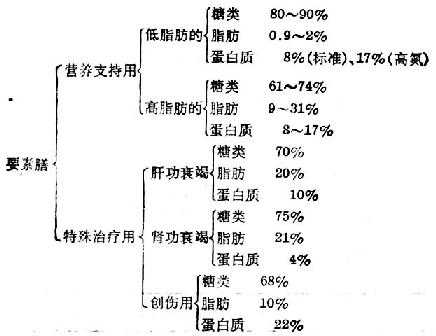 糖类 80～90%
低脂肪的 脂肪 0.9～2%
蛋白质 8%(标准)、17%(高氮)
营养支持用
糖类 61～74%
高脂肪的 脂肪 9～31%
蛋白质 8～17%
要素膳
糖类 70%
肝功衰竭 脂肪 20%
蛋白质 10%
糖类 75%
特殊治疗用 肾功衰竭 脂肪 21%
蛋白质 4%
糖类 68%
创伤用 脂肪 10%
蛋白质 22%